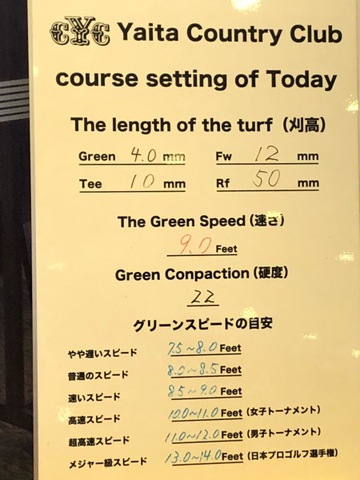 CYC Yaita Country Club
course setting of Today
The length of the turf（刈高）
Green 4.0 mm Fw 12 mm
Tee 10 mm Rf 50 mm
The Green Speed（速さ）
9.0 Feet
Green Conpaction（硬度）
22
グリーンスピードの目安
やや遅いスピード 7.5~8.0 Feet
普通のスピード 8.0~8.5 Feet
速いスピード 8.5~9.0 Feet
高速スピード 10.0~11.0 Feet（女子トーナメント）
超高速スピード 11.0~12.0 Feet（男子トーナメント）
メジャー級スピード 13.0~14.0 Feet（日本プロゴルフ選手権）